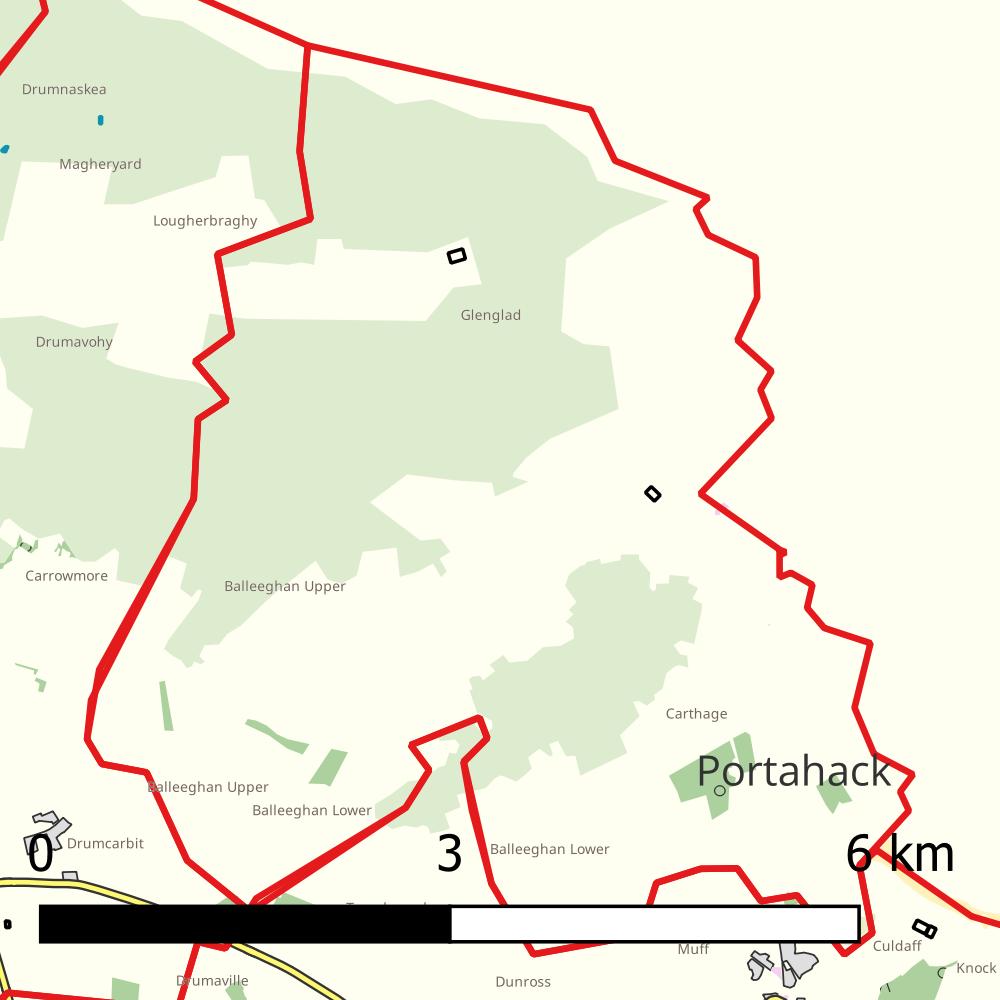 Drumnaskea
Magheryard
Lougherbraghy
Glenglad
Drumavohy
Carrowmore
Balleeghan Upper
Carthage
Portahack
Balleeghan Upper
Balleeghan Lower
Drumcarbit
Balleeghan Lower
0
3
6 km
Muff
Culdaff
Knock
Drumaville
Dunross